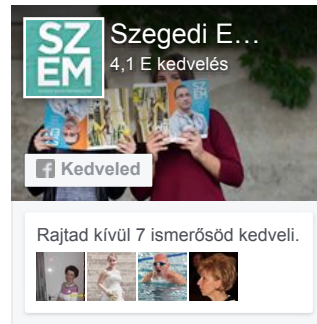 SZ
EM
Szegedi E...
4,1 E kedvelés
Kedveled
Rajtad kívül 7 ismerősöd kedveli.